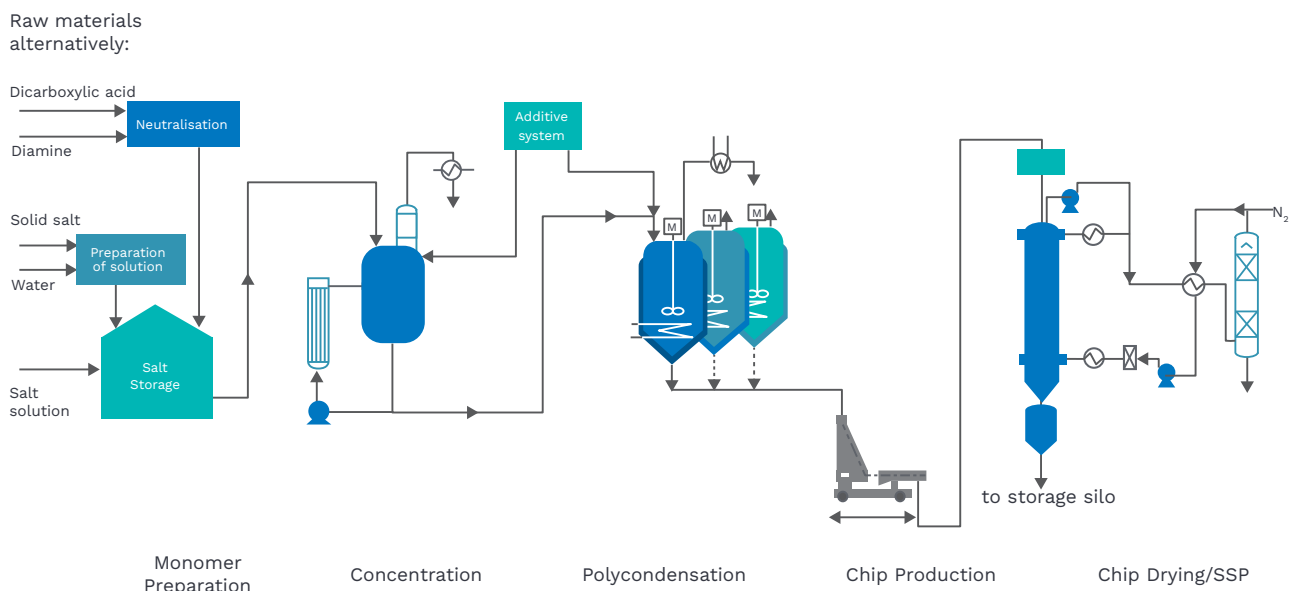 Raw materials
alternatively:
Dicarboxylic acid
Neutralisation
Diamine
Additive
system
Solid salt
Preparation
of solution
Water
Salt
Storage
Salt
solution
M
M
M
N₂
to storage silo
Monomer
Preparation
Concentration
Polycondensation
Chip Production
Chip Drying/SSP